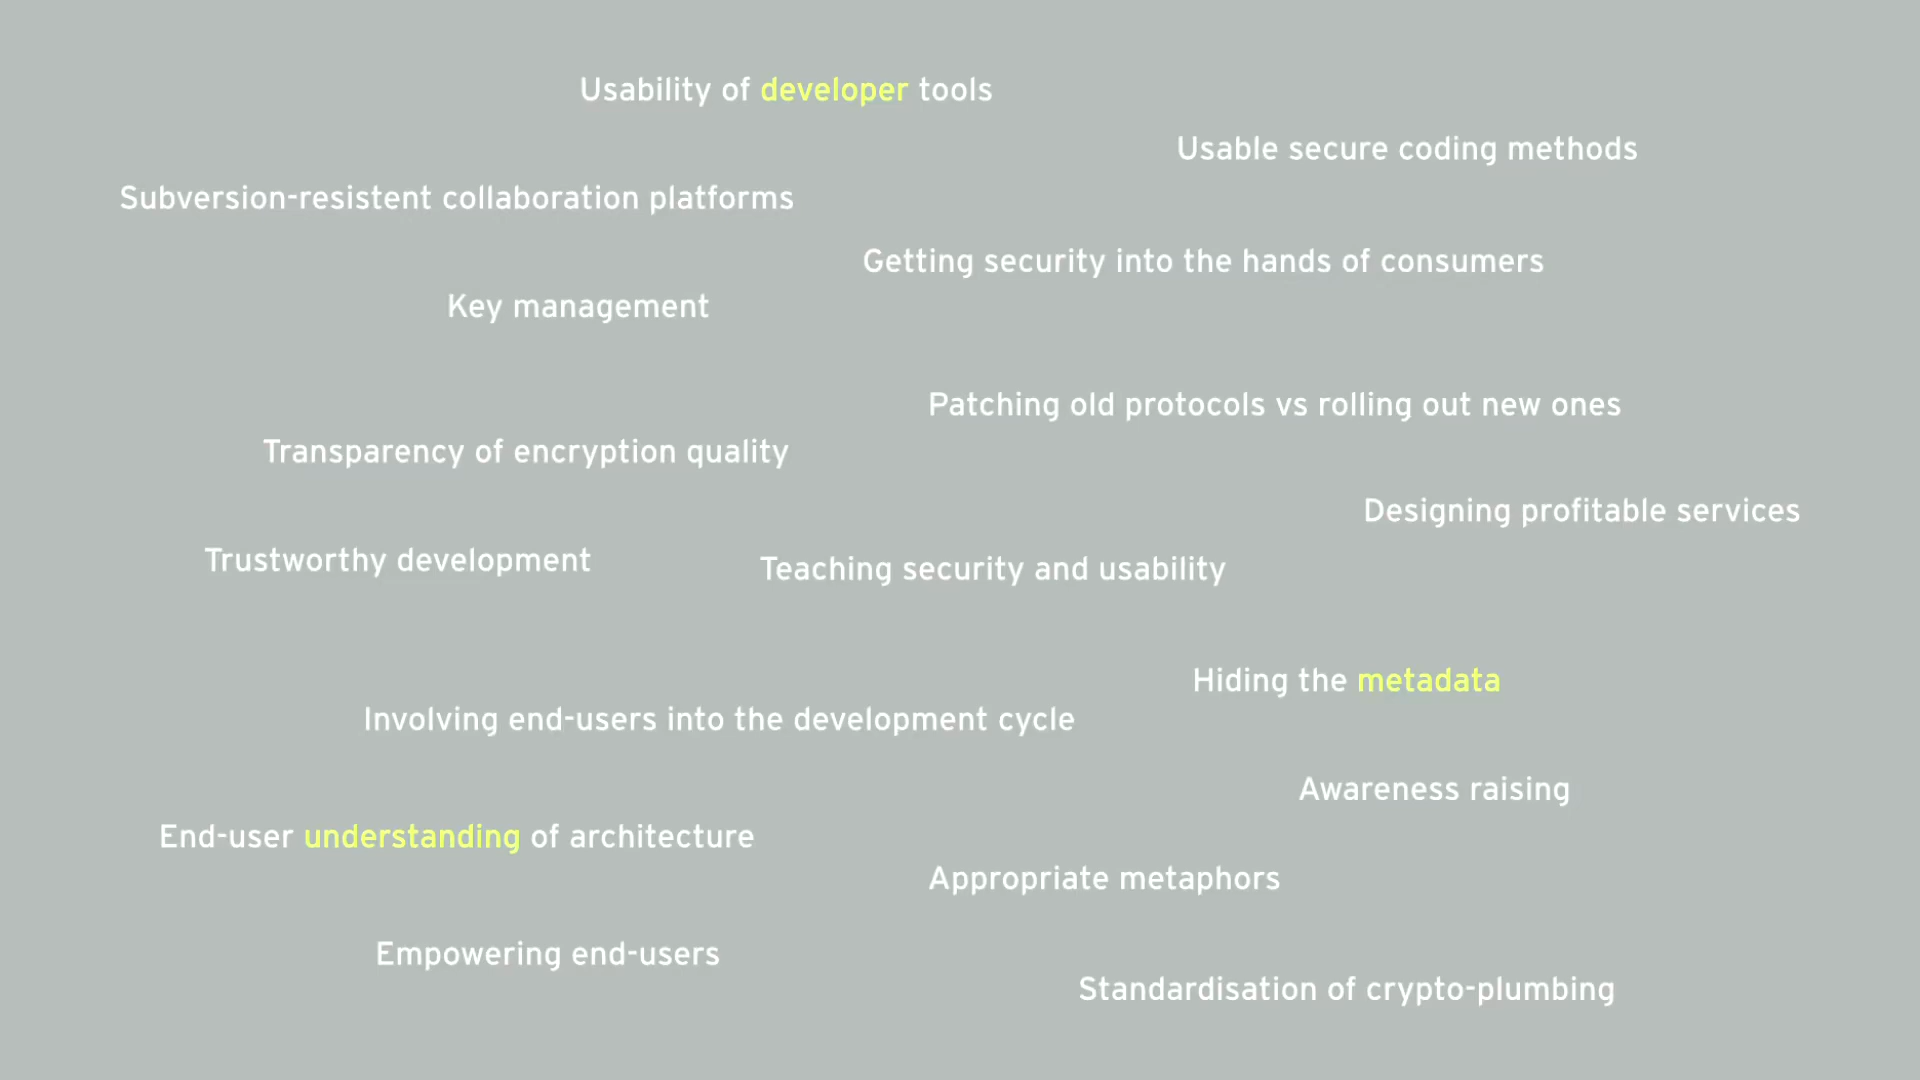 Usability of developer tools
Usable secure coding methods
Subversion-resistent collaboration platforms
Getting security into the hands of consumers
Key management
Patching old protocols vs rolling out new ones
Transparency of encryption quality
Designing profitable services
Trustworthy development
Teaching security and usability
Hiding the metadata
Involving end-users into the development cycle
Awareness raising
End-user understanding of architecture
Appropriate metaphors
Empowering end-users
Standardisation of crypto-plumbing